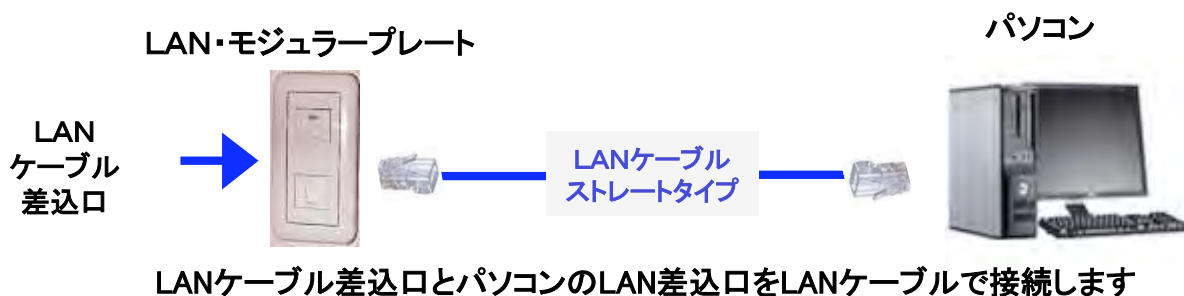 LAN・モジュラープレート
パソコン
LAN
ケーブル
差込口
LANケーブル
ストレートタイプ
LANケーブル差込口とパソコンのLAN差込口をLANケーブルで接続します